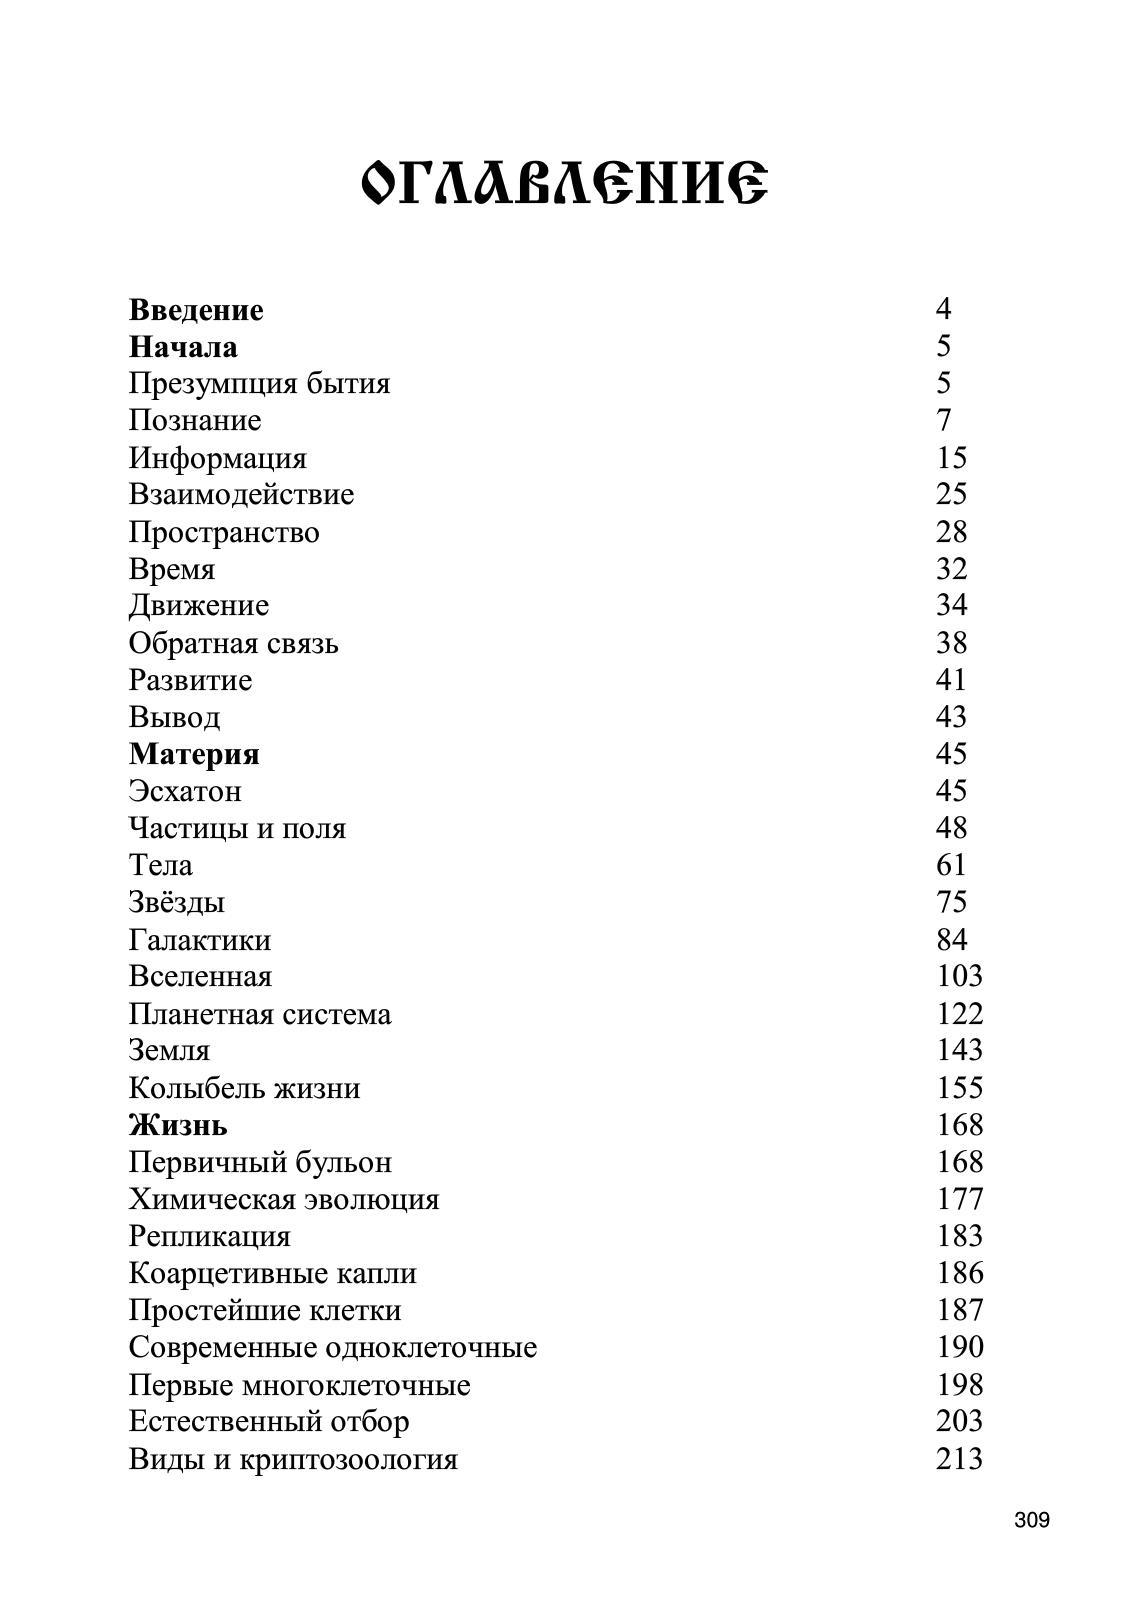 ОГЛАВЛЕНИЕ
Введение 4
Начала 5
Презумпция бытия 5
Познание 7
Информация 15
Взаимодействие 25
Пространство 28
Время 32
Движение 34
Обратная связь 38
Развитие 41
Вывод 43
Материя 45
Эсхатон 45
Частицы и поля 48
Тела 61
Звёзды 75
Галактики 84
Вселенная 103
Планетная система 122
Земля 143
Колыбель жизни 155
Жизнь 168
Первичный бульон 168
Химическая эволюция 177
Репликация 183
Коарцетивные капли 186
Простейшие клетки 187
Современные одноклеточные 190
Первые многоклеточные 198
Естественный отбор 203
Виды и криптозоология 213
309